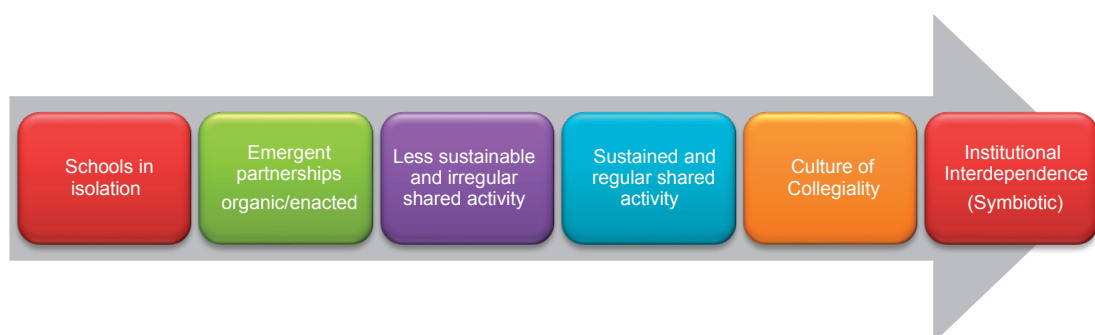 Schools in
isolation
Emergent
partnerships
organic/enacted
Less sustainable
and irregular
shared activity
Sustained and
regular shared
activity
Culture of
Collegiality
Institutional
Interdependence
(Symbiotic)